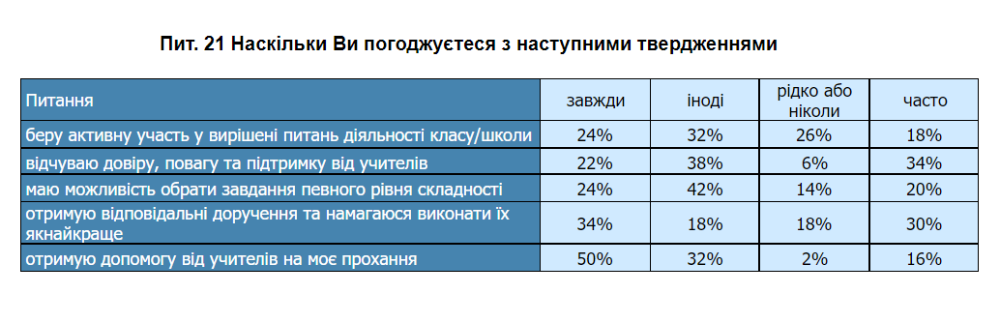 Пит. 21 Наскільки Ви погоджуєтеся з наступними твердженнями
Питання завжди іноді рідко або ніколи часто
беру активну участь у вирішені питань діяльності класу/школи 24% 32% 26% 18%
відчуваю довіру, повагу та підтримку від учителів 22% 38% 6% 34%
маю можливість обрати завдання певного рівня складності 24% 42% 14% 20%
отримую відповідальні доручення та намагаюся виконати їх
якнайкраще 34% 18% 18% 30%
отримую допомогу від учителів на моє прохання 50% 32% 2% 16%